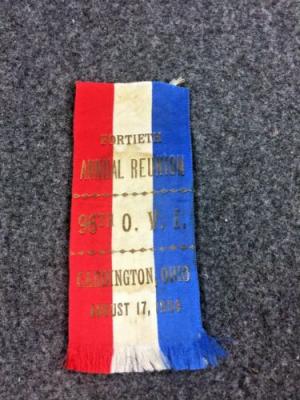 FORTIETH
ANNUAL REUNION
96TH O. V. I.
CARDINGTON, OHIO
AUGUST 17,